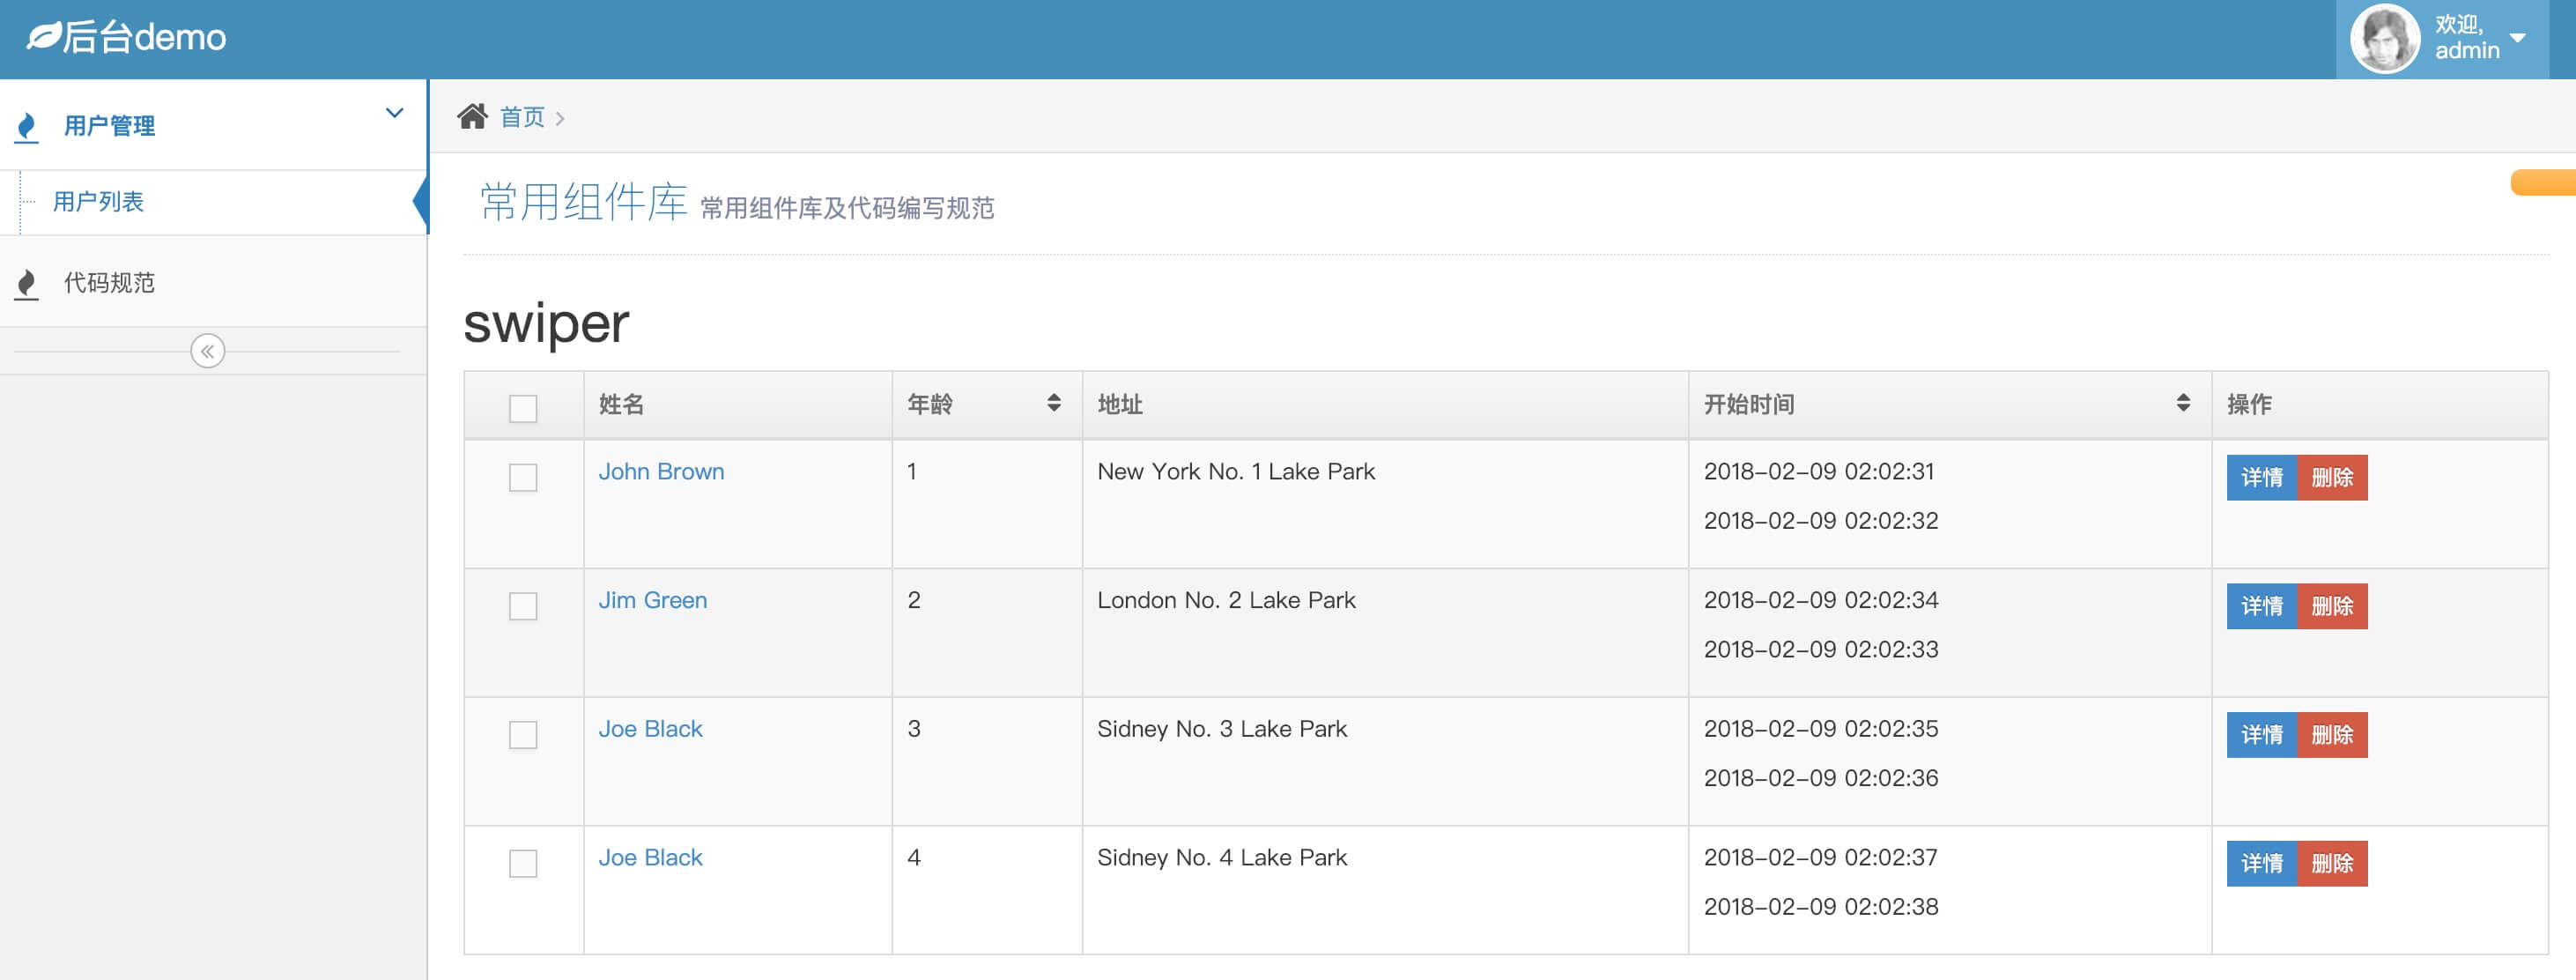 后台demo
欢迎,
admin
用户管理
用户列表
代码规范
首页
常用组件库 常用组件库及代码编写规范
swiper
姓名 年龄 地址 开始时间 操作
John Brown 1 New York No. 1 Lake Park 2018-02-09 02:02:31 详情 删除
2018-02-09 02:02:32
Jim Green 2 London No. 2 Lake Park 2018-02-09 02:02:34 详情 删除
2018-02-09 02:02:33
Joe Black 3 Sidney No. 3 Lake Park 2018-02-09 02:02:35 详情 删除
2018-02-09 02:02:36
Joe Black 4 Sidney No. 4 Lake Park 2018-02-09 02:02:37 详情 删除
2018-02-09 02:02:38